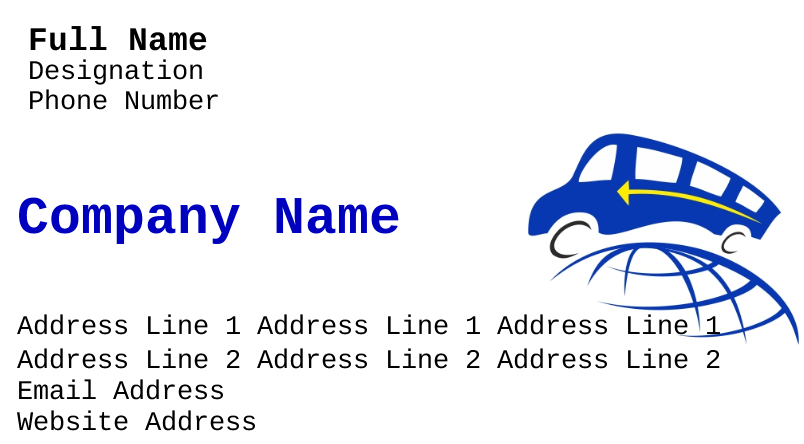 Full Name
Designation
Phone Number
Company Name
Address Line 1 Address Line 1 Address Line 1
Address Line 2 Address Line 2 Address Line 2
Email Address
Website Address